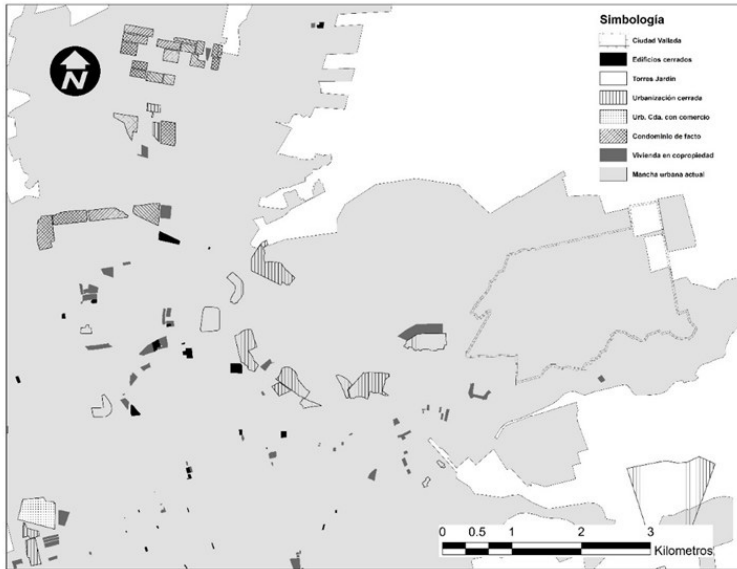 N
Simbología
Ciudad Vallada
Edificios cerrados
Torres Jardín
Urbanización cerrada
Urb. Cda. con comercio
Condominio de facto
Vivienda en copropiedad
Mancha urbana actual
0 0.5 1 2 3
Kilometros